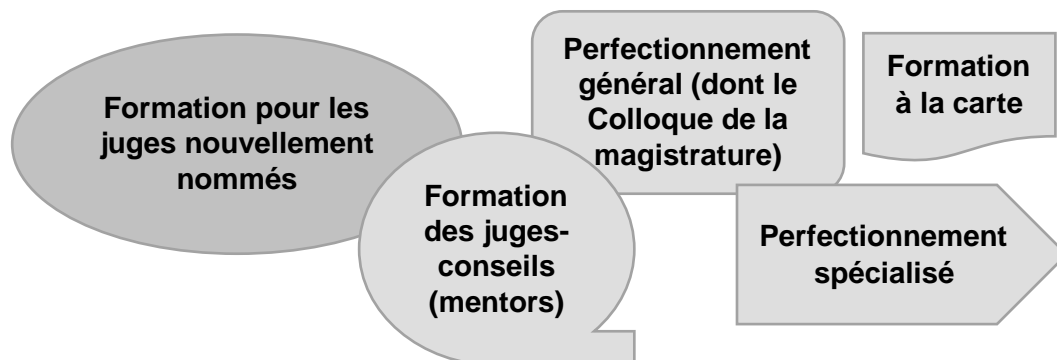 Formation pour les
juges nouvellement
nommés
Formation
des juges-
conseils
(mentors)
Perfectionnement
général (dont le
Colloque de la
magistrature)
Formation
à la carte
Perfectionnement
spécialisé